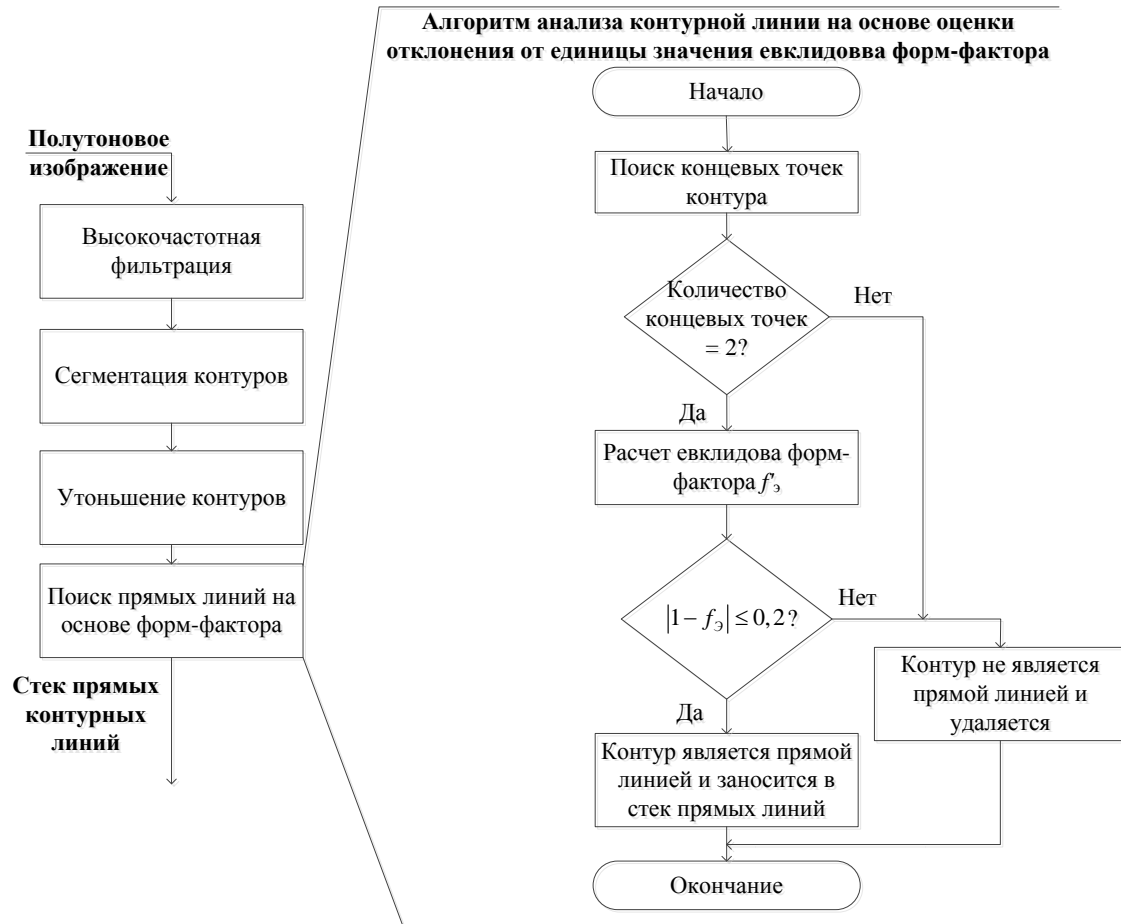 Алгоритм анализа контурной линии на основе оценки
отклонения от единицы значения евклидовва форм-фактора
Полутоновое
изображение
Высокочастотная
фильтрация
Сегментация контуров
Утоньшение контуров
Поиск прямых линий на
основе форм-фактора
Стек прямых
контурных
линий
Начало
Поиск концевых точек
контура
Количество
концевых точек
= 2?
Нет
Да
Расчет евклидова форм-
фактора f'э
|1− fЭ| ≤ 0,2?
Нет
Да
Контур не является
прямой линией и
удаляется
Контур является прямой
линией и заносится в
стек прямых линий
Окончание